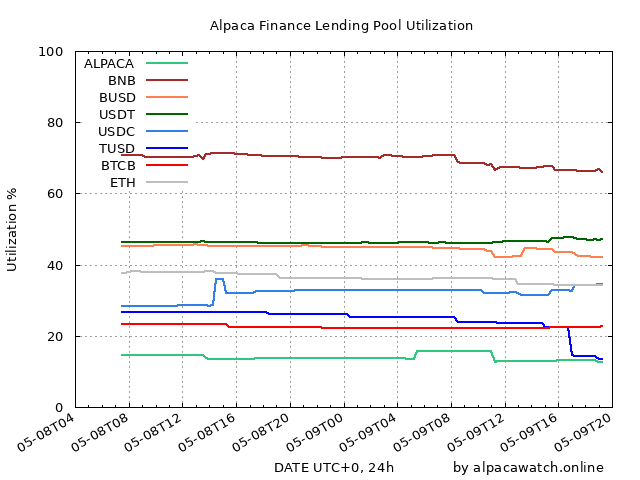 Alpaca Finance Lending Pool Utilization
100
80
60
40
20
0
Utilization %
ALPACA
BNB
BUSD
USDT
USDC
TUSD
BTCB
ETH
05-08T04
05-08T08
05-08T12
05-08T16
05-08T20
05-09T00
05-09T04
05-09T08
05-09T12
05-09T16
05-09T20
DATE UTC+0, 24h
by alpacawatch.online